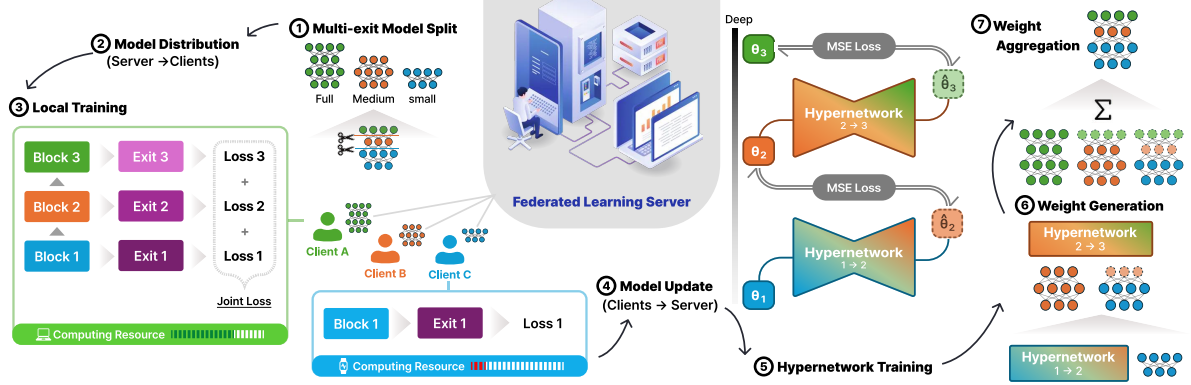 ① Multi-exit Model Split
Full
Medium
small
② Model Distribution
(Server →Clients)
③ Local Training
Block 3
Exit 3
Loss 3
+
Block 2
Exit 2
Loss 2
+
Block 1
Exit 1
Loss 1
Joint Loss
Computing Resource
Federated Learning Server
Client A
Client B
Client C
Block 1
Exit 1
Loss 1
Computing Resource
④ Model Update
(Clients → Server)
Deep
θ3
MSE Loss
θ̂3
Hypernetwork
2 → 3
θ2
MSE Loss
θ̂2
Hypernetwork
1 → 2
θ1
⑤ Hypernetwork Training
⑥ Weight Generation
Hypernetwork
2 → 3
Hypernetwork
1 → 2
⑦ Weight
Aggregation
Σ